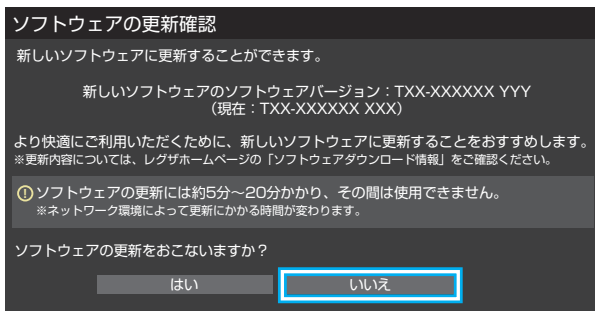 ソフトウェアの更新確認
新しいソフトウェアに更新することができます。
新しいソフトウェアのソフトウェアバージョン：TXX-XXXXXX YYY
（現在：TXX-XXXXXX XXX）
より快適にご利用いただくために、新しいソフトウェアに更新することをおすすめします。
※更新内容については、レグザホームページの「ソフトウェアダウンロード情報」をご確認ください。
ソフトウェアの更新には約5分～20分かかり、その間は使用できません。
※ネットワーク環境によって更新にかかる時間が変わります。
ソフトウェアの更新をおこないますか？
はい
いいえ